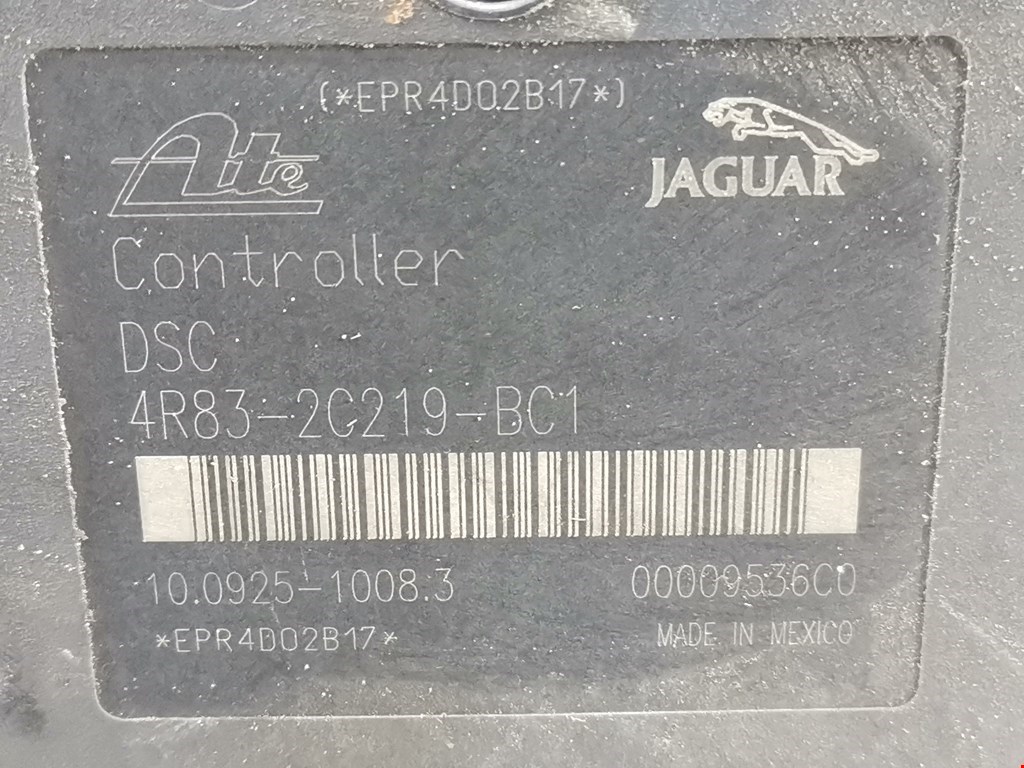 (*EPR4D02B17*)
Ate
JAGUAR
Controller
DSC
4R83-2C219-BC1
10.0925-1008.3
00009536C0
*EPR4D02B17*
MADE IN MEXICO